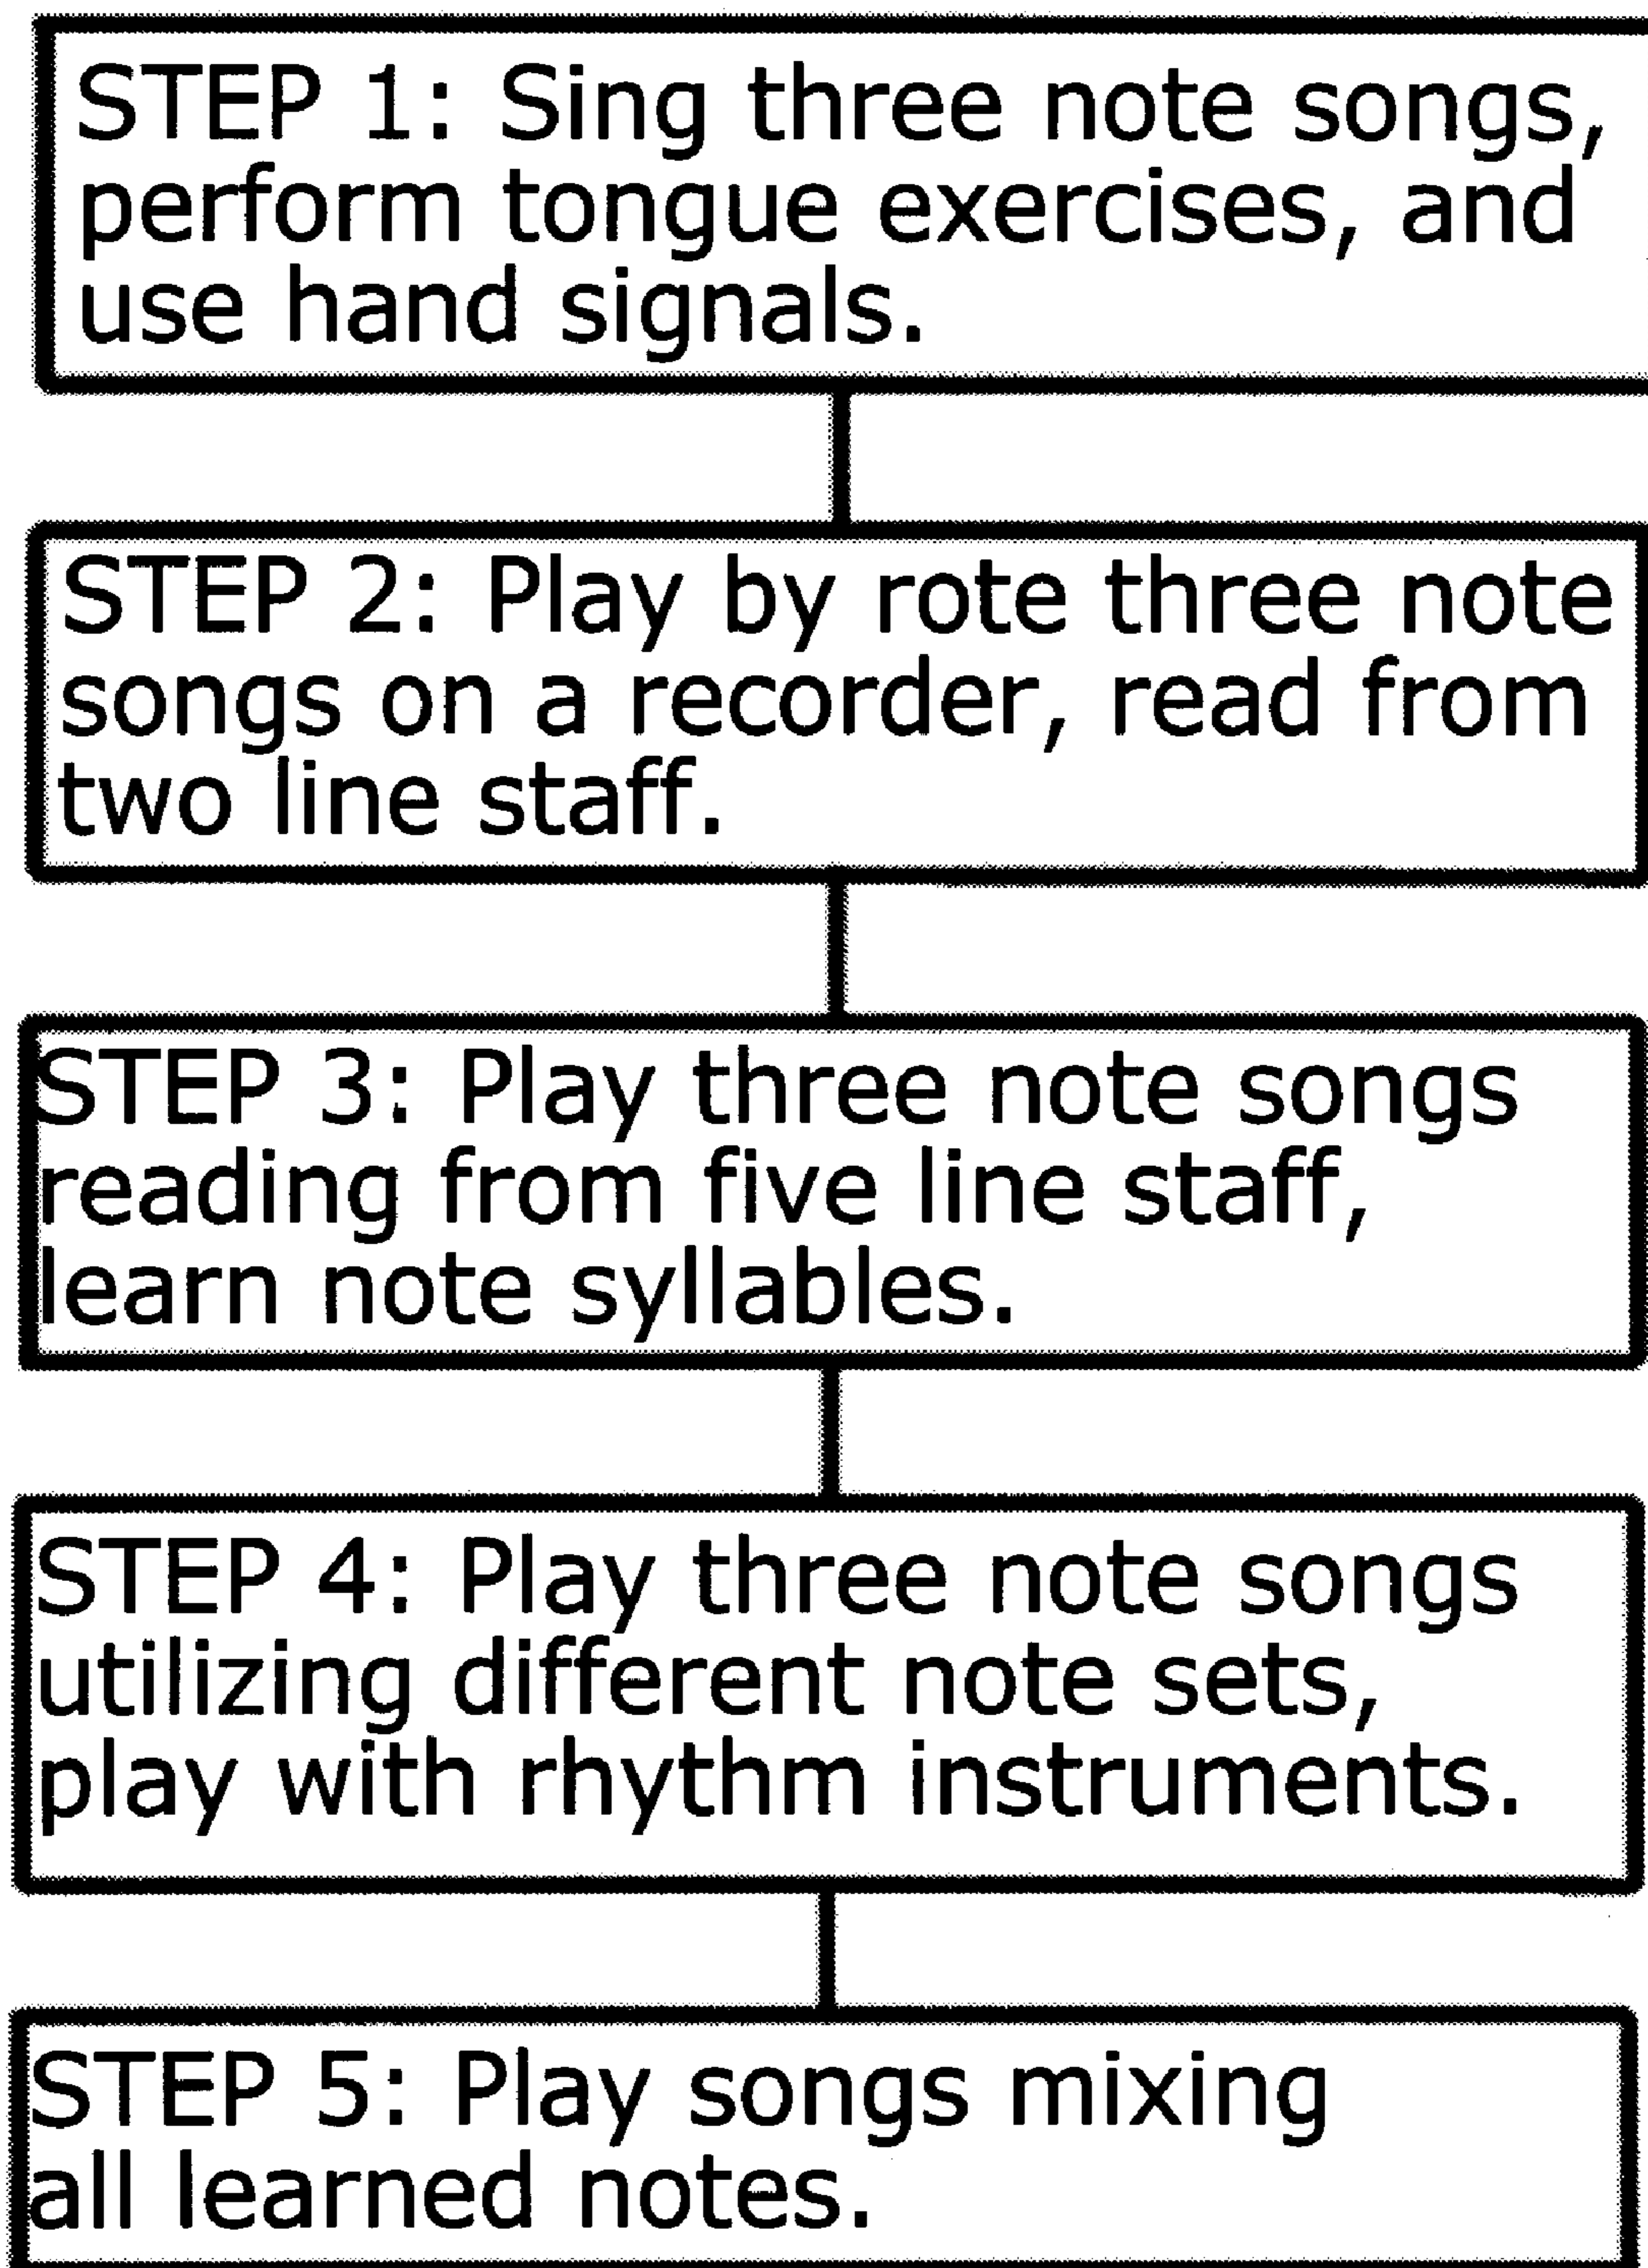 STEP 1: Sing three note songs,
perform tongue exercises, and
use hand signals.
STEP 2: Play by rote three note
songs on a recorder, read from
two line staff.
STEP 3: Play three note songs
reading from five line staff,
learn note syllables.
STEP 4: Play three note songs
utilizing different note sets,
play with rhythm instruments.
STEP 5: Play songs mixing
all learned notes.